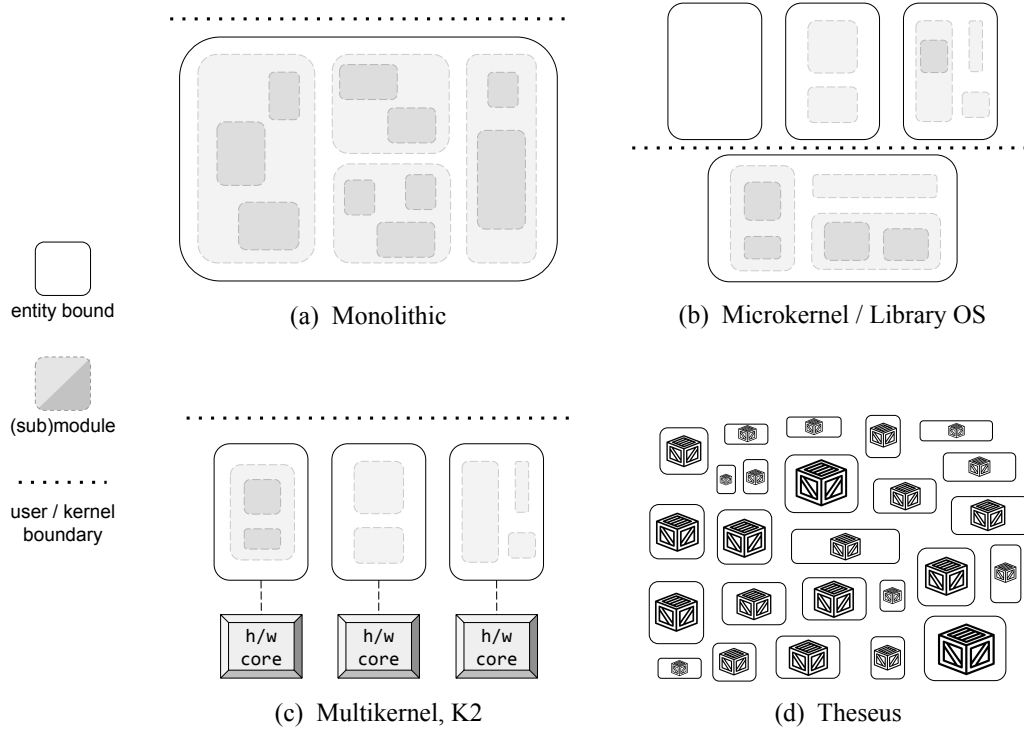 (a) Monolithic
(b) Microkernel / Library OS
entity bound
(sub)module
user / kernel
boundary
h/w
core
h/w
core
h/w
core
(c) Multikernel, K2
(d) Theseus